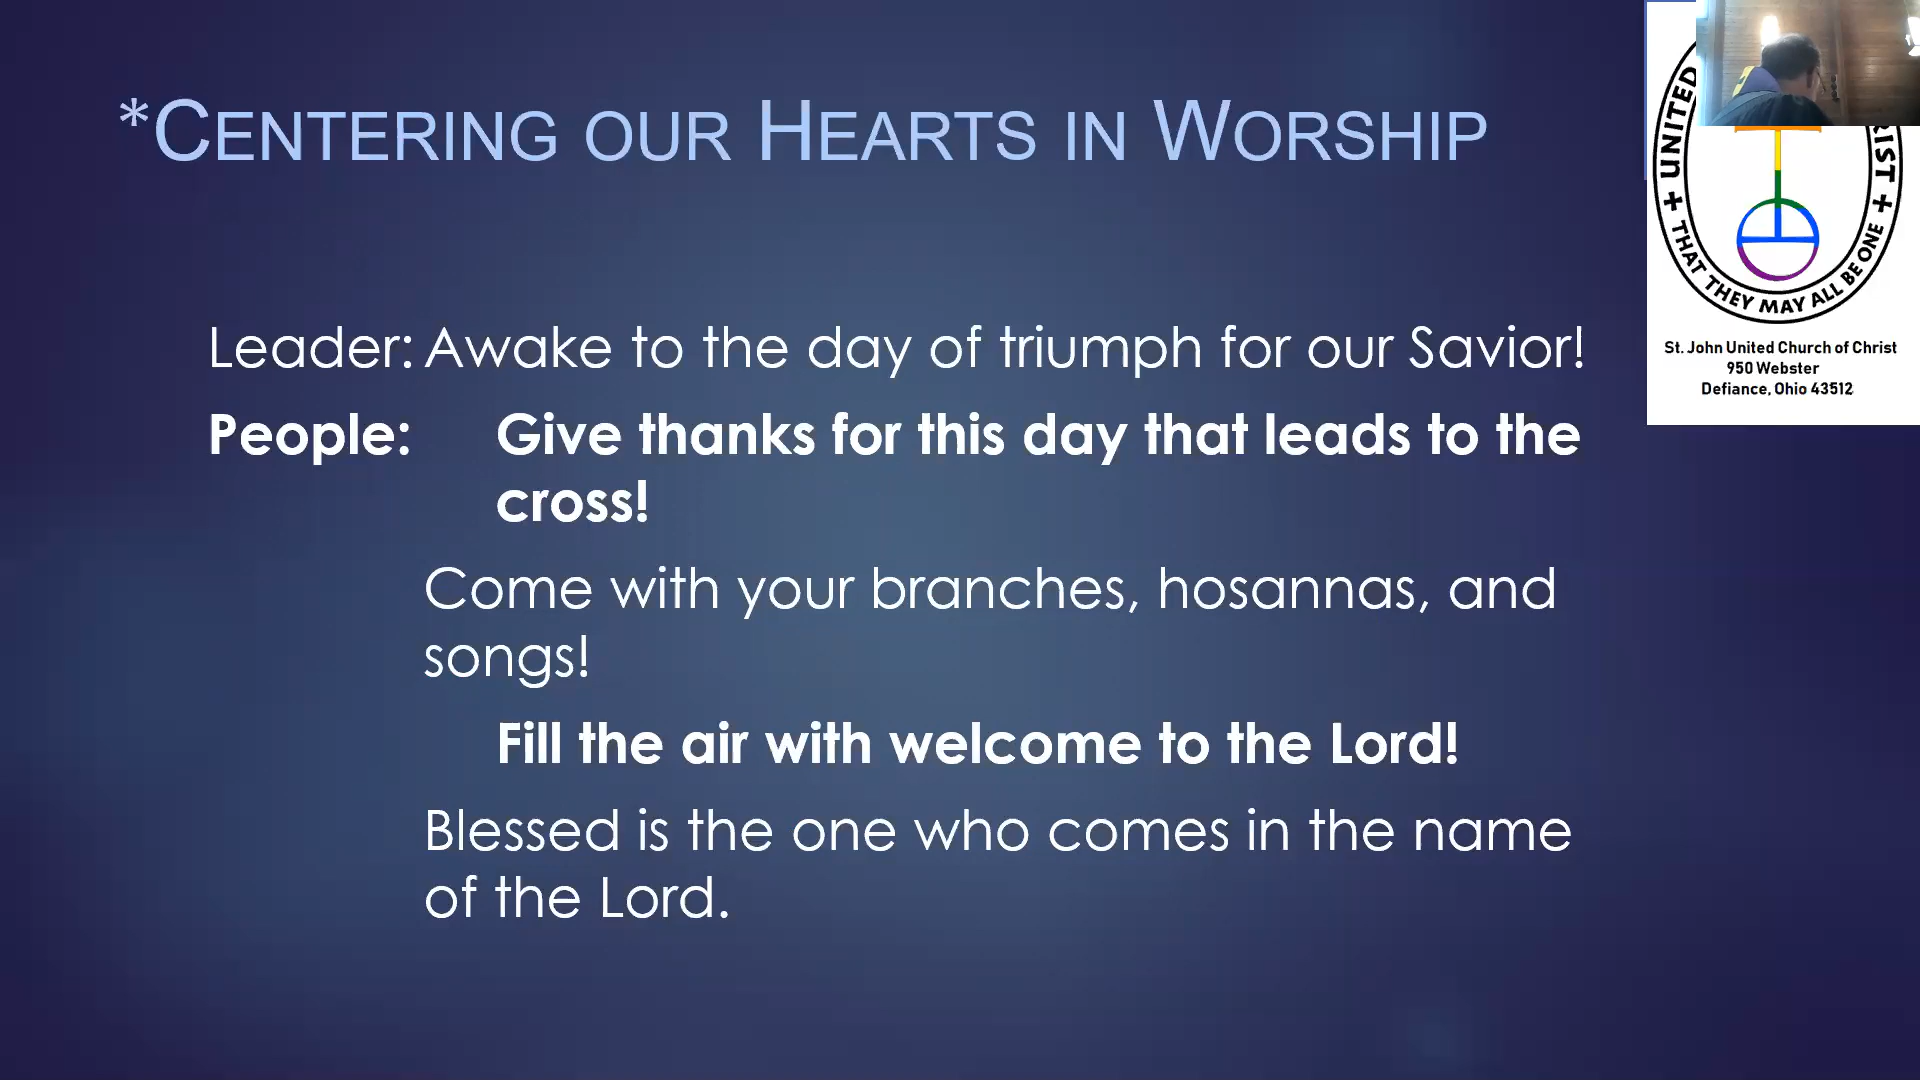 *Centering our Hearts in Worship
Leader: Awake to the day of triumph for our Savior!
People: Give thanks for this day that leads to the
cross!
Come with your branches, hosannas, and
songs!
Fill the air with welcome to the Lord!
Blessed is the one who comes in the name
of the Lord.
UNITED
THAT THEY MAY ALL BE ONE
St. John United Church of Christ
950 Webster
Defiance, Ohio 43512